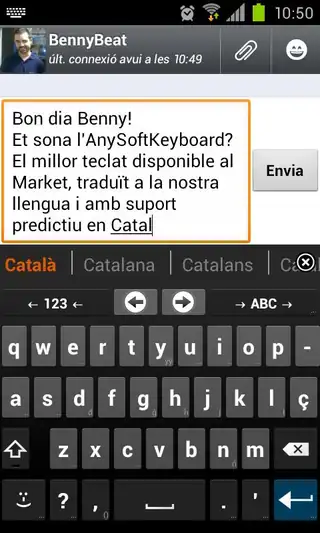 10:50
BennyBeat
últ. connexió avui a les 10:49
Bon dia Benny!
Et sona l'AnySoftKeyboard?
El millor teclat disponible al
Market, traduït a la nostra
llengua i amb suport
predictiu en Catal
Envia
Català Catalana Catalans
← 123 → ABC
q w e r t y u i o p -
a s d f g h j k l ç
z x c v b n m
? , . '